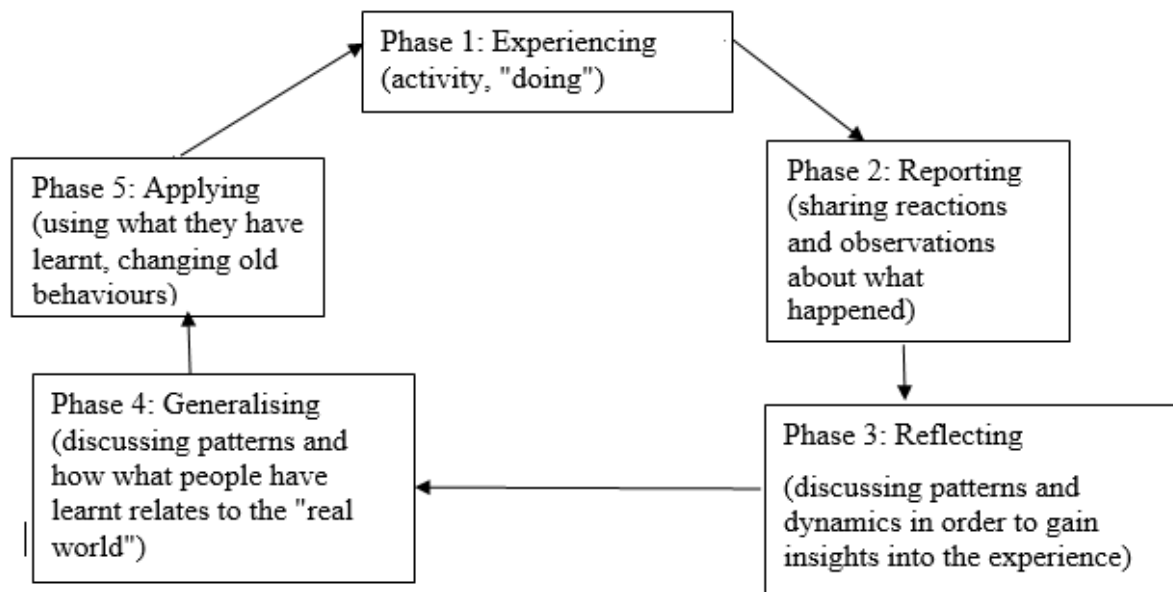 Phase 1: Experiencing
(activity, "doing")
Phase 2: Reporting
(sharing reactions
and observations
about what
happened)
Phase 3: Reflecting
(discussing patterns and
dynamics in order to gain
insights into the experience)
Phase 4: Generalising
(discussing patterns and
how what people have
learnt relates to the "real
world")
Phase 5: Applying
(using what they have
learnt, changing old
behaviours)